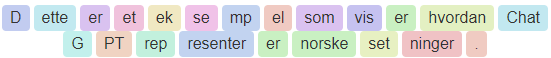 D ette er et ek se mp el som vis er hvordan Chat
G PT rep resenter er norske set ninger .